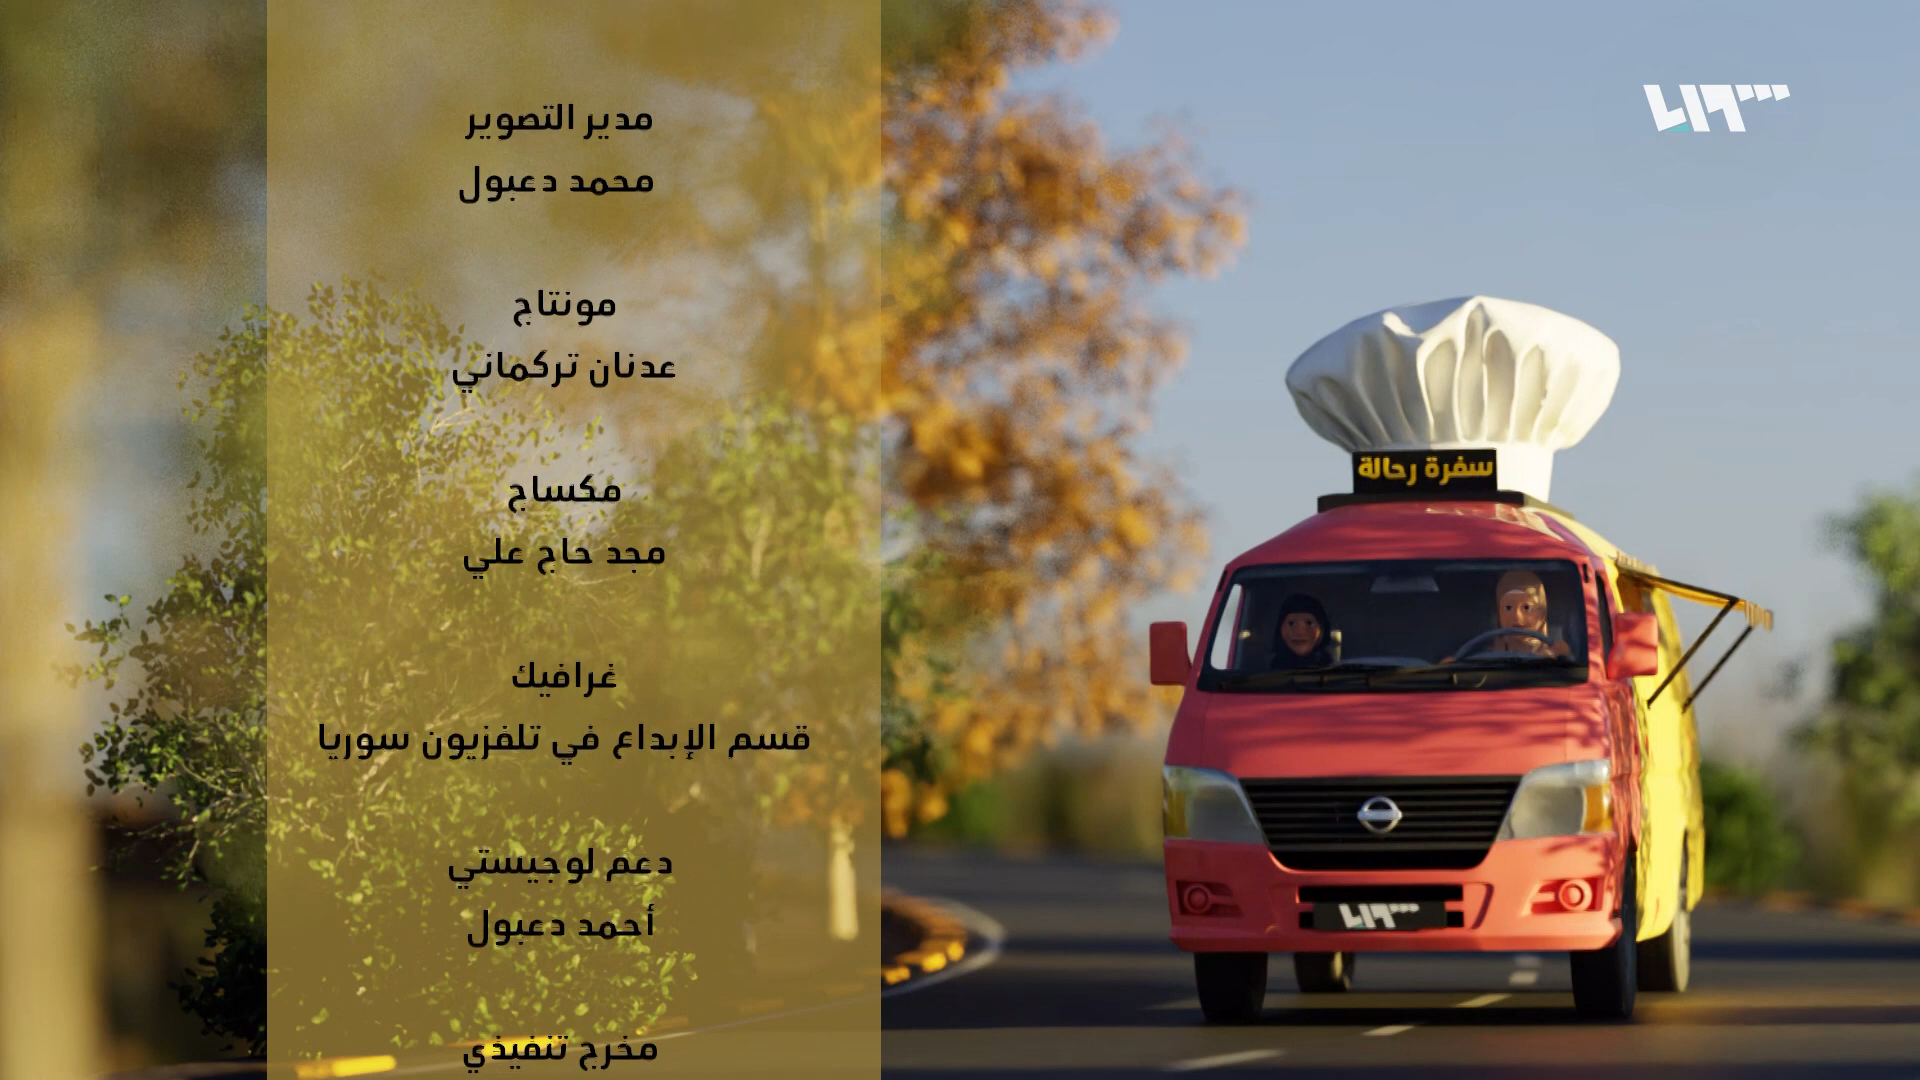 مدير التصوير
محمد دعبول
مونتاج
عدنان تركماني
مكساج
مجد حاج علي
غرافيك
قسم الإبداع في تلفزيون سوريا
دعم لوجيستي
أحمد دعبول
مخرج تنفيذي
سفرة رحالة